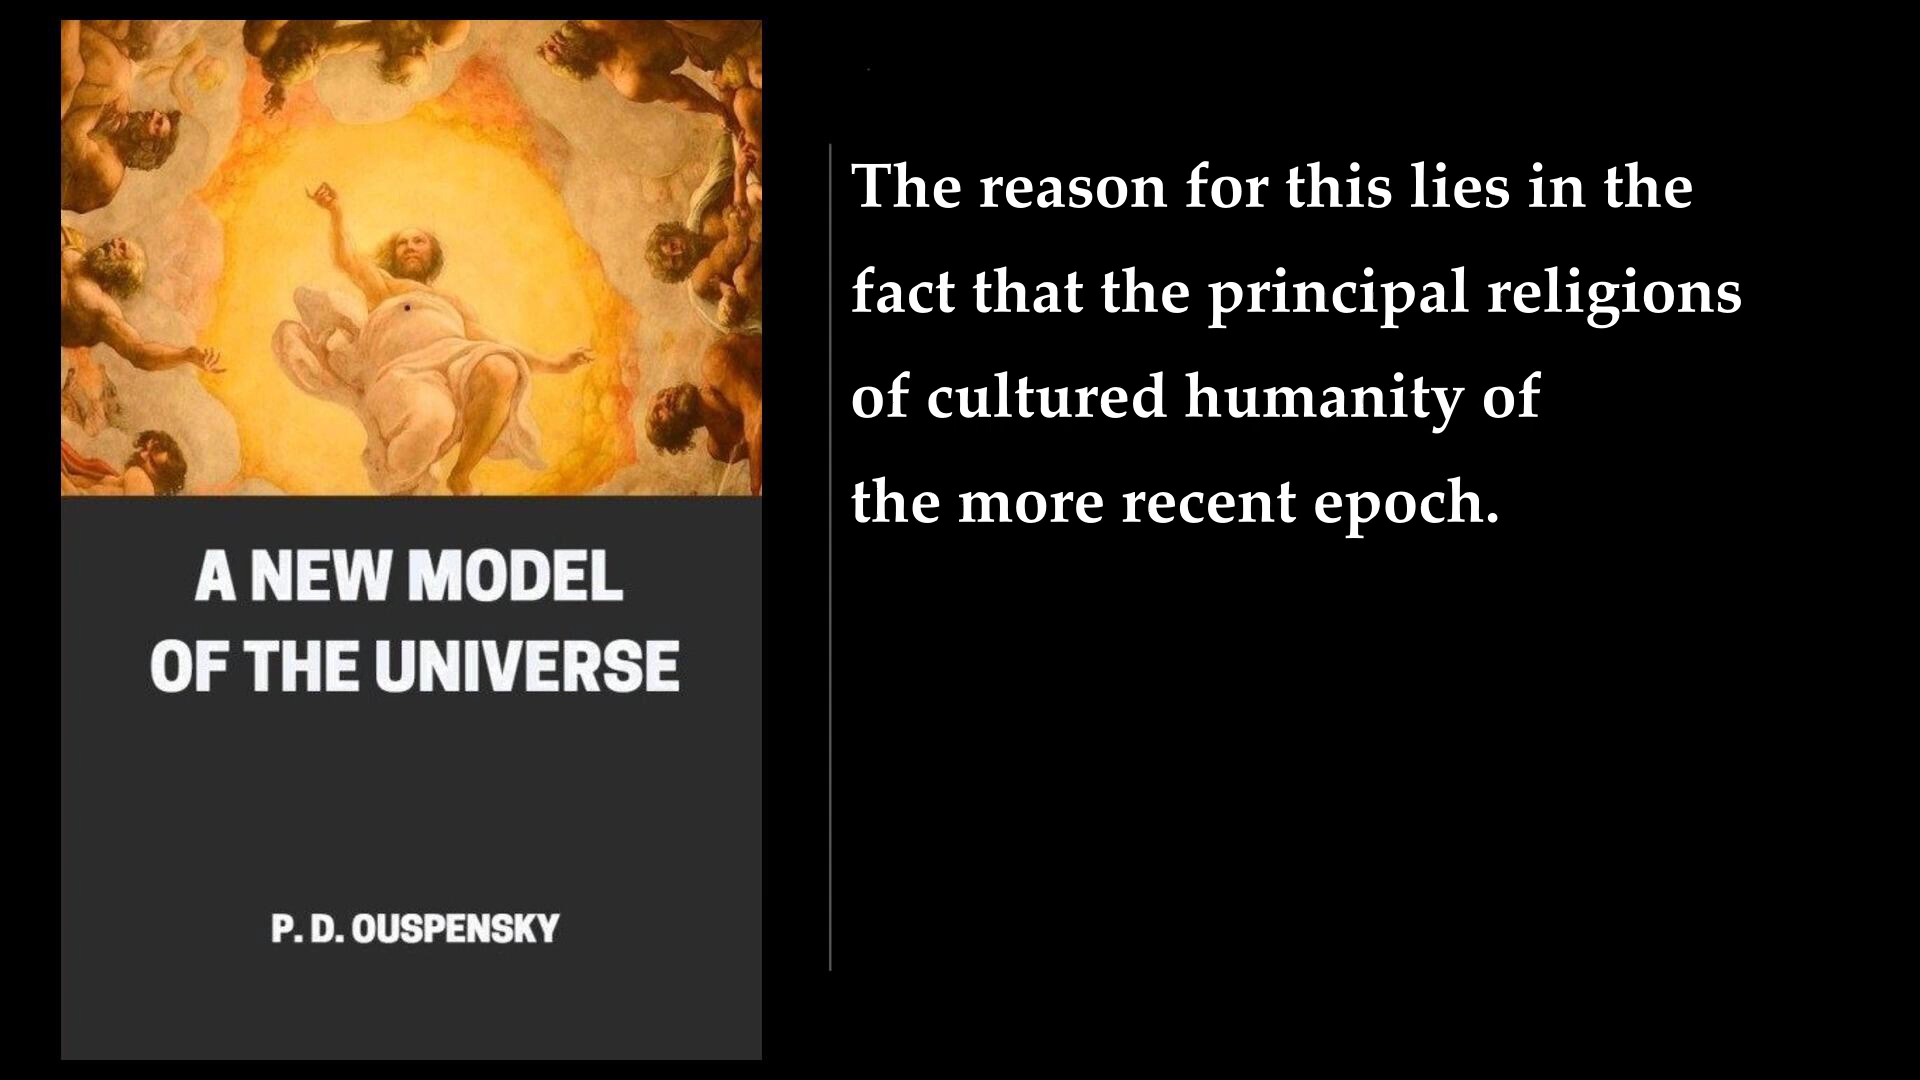 A NEW MODEL
OF THE UNIVERSE
P. D. OUSPENSKY
The reason for this lies in the
fact that the principal religions
of cultured humanity of
the more recent epoch.